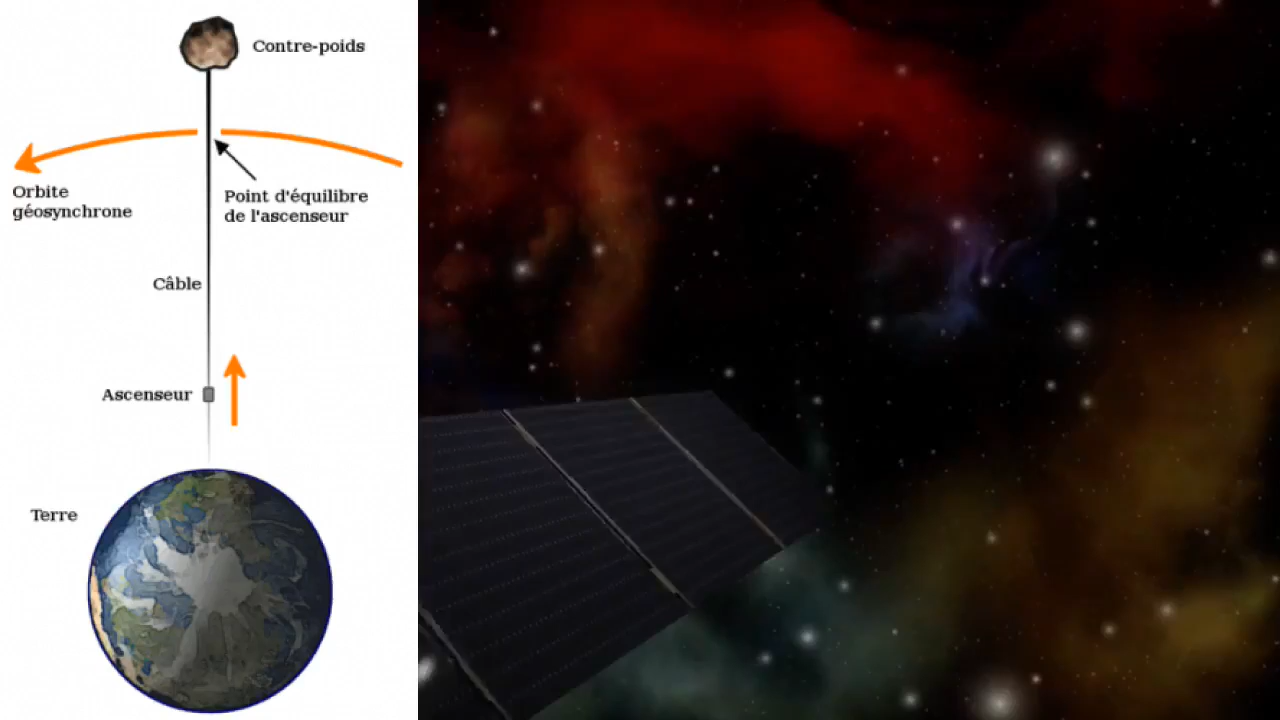 Contre-poids
Orbite
géosynchrone
Point d'équilibre
de l'ascenseur
Câble
Ascenseur
Terre